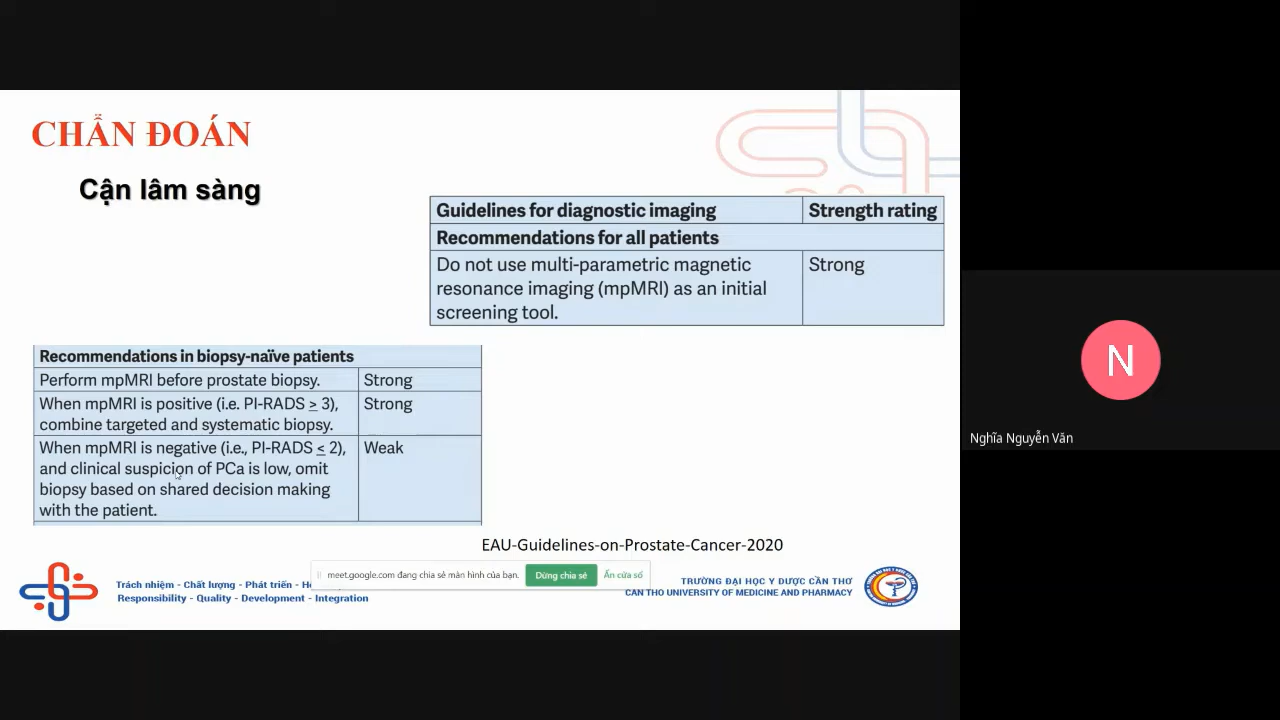 CHẨN ĐOÁN
Cận lâm sàng
Guidelines for diagnostic imaging Strength rating
Recommendations for all patients
Do not use multi-parametric magnetic Strong
resonance imaging (mpMRI) as an initial
screening tool.
Recommendations in biopsy-naïve patients
Perform mpMRI before prostate biopsy. Strong
When mpMRI is positive (i.e. PI-RADS ≥ 3), Strong
combine targeted and systematic biopsy.
When mpMRI is negative (i.e., PI-RADS ≤ 2), Weak
and clinical suspicion of PCa is low, omit
biopsy based on shared decision making
with the patient.
EAU-Guidelines-on-Prostate-Cancer-2020
meet.google.com đang chia sẻ màn hình của bạn. Dừng chia sẻ Ẩn cửa sổ
Trách nhiệm - Chất lượng - Phát triển -
Responsibility - Quality - Development - Integration
TRƯỜNG ĐẠI HỌC Y DƯỢC CẦN THƠ
CAN THO UNIVERSITY OF MEDICINE AND PHARMACY
N
Nghĩa Nguyễn Văn